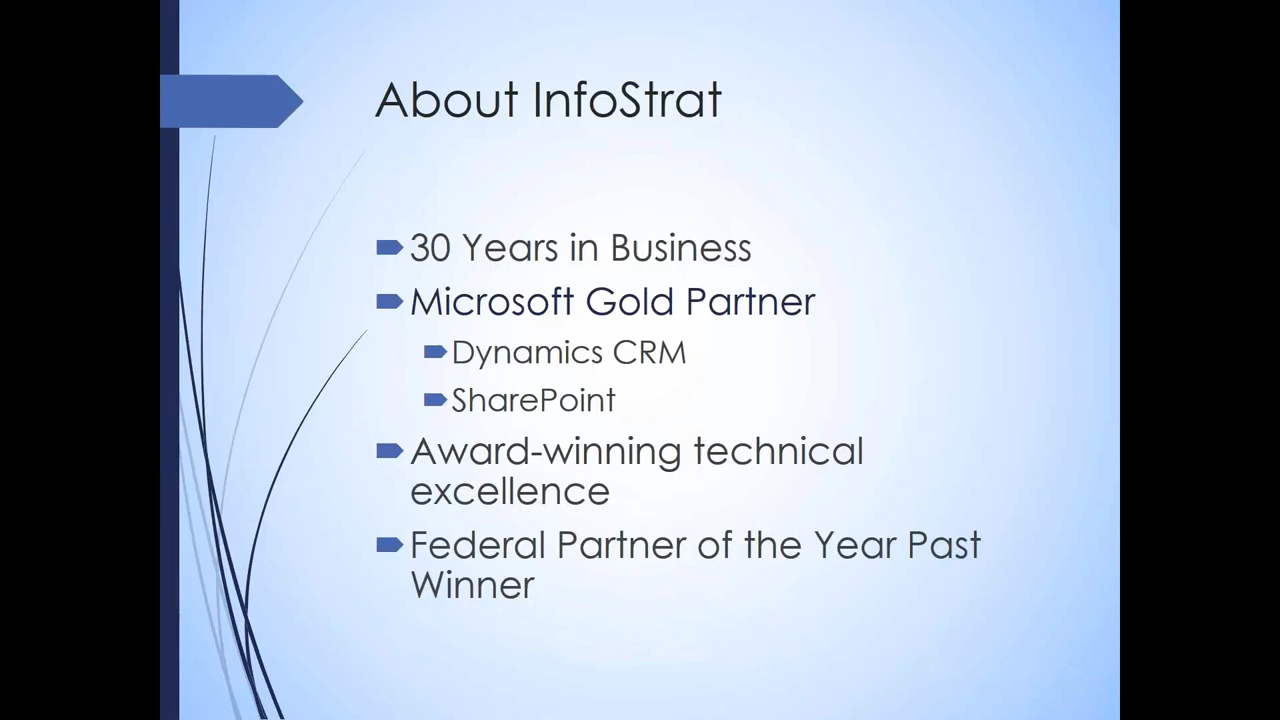 About InfoStrat
30 Years in Business
Microsoft Gold Partner
Dynamics CRM
SharePoint
Award-winning technical
excellence
Federal Partner of the Year Past
Winner